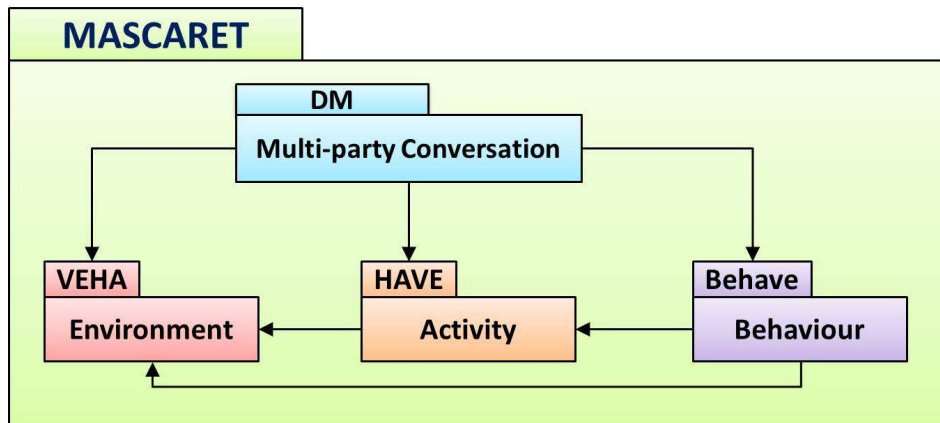 MASCARET
DM
Multi-party Conversation
VEHA
Environment
HAVE
Activity
Behave
Behaviour